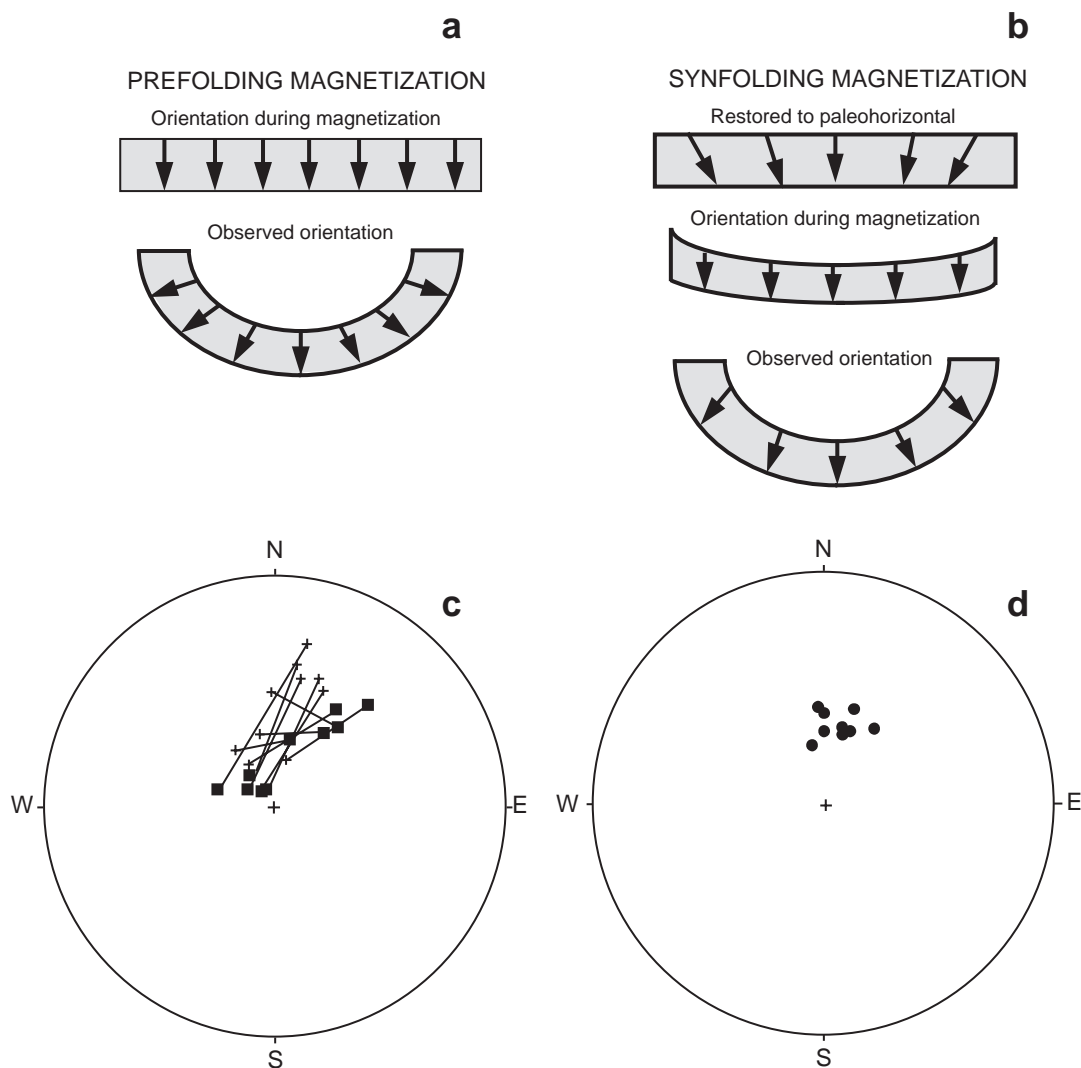 a
PREFOLDING MAGNETIZATION
Orientation during magnetization
Observed orientation
b
SYNFOLDING MAGNETIZATION
Restored to paleohorizontal
Orientation during magnetization
Observed orientation
c
N
W
E
S
d
N
W
E
S